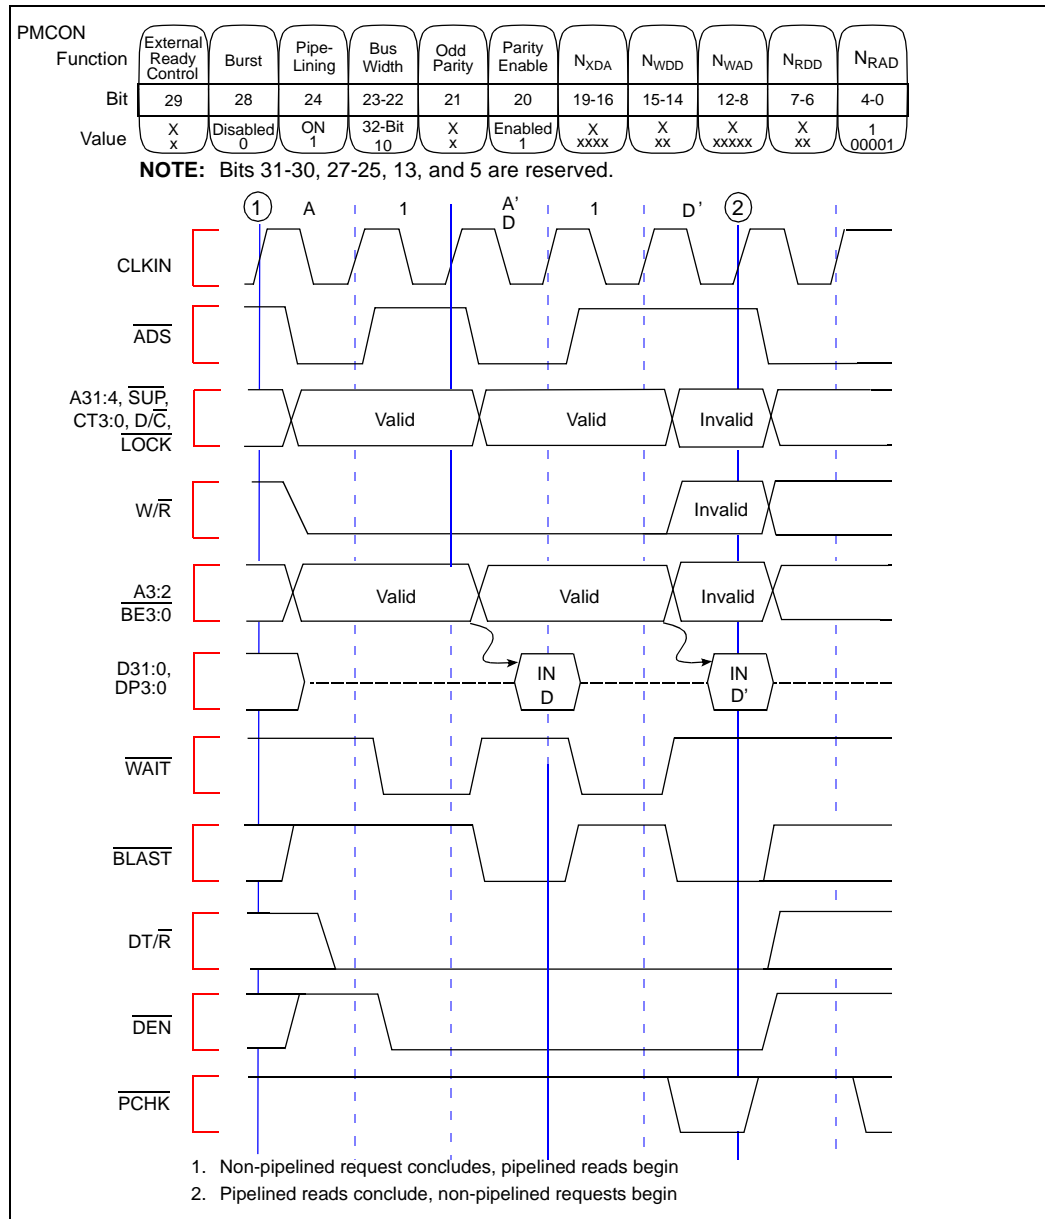 PMCON
Function
External Ready Control
Burst
Pipe-Lining
Bus Width
Odd Parity
Parity Enable
NXDA
NWDD
NWAD
NRDD
NRAD
Bit
29
28
24
23-22
21
20
19-16
15-14
12-8
7-6
4-0
Value
X x
Disabled 0
ON 1
32-Bit 10
X x
Enabled 1
X xxxx
X xx
X xxxxx
X xx
1 00001
NOTE: Bits 31-30, 27-25, 13, and 5 are reserved.
1 A 1 A' D 1 D' 2
CLKIN
ADS
A31:4, SUP,
CT3:0, D/C,
LOCK
Valid Valid Invalid
W/R
Invalid
A3:2
BE3:0
Valid Valid Invalid
D31:0,
DP3:0
IN D
IN D'
WAIT
BLAST
DT/R
DEN
PCHK
1. Non-pipelined request concludes, pipelined reads begin
2. Pipelined reads conclude, non-pipelined requests begin